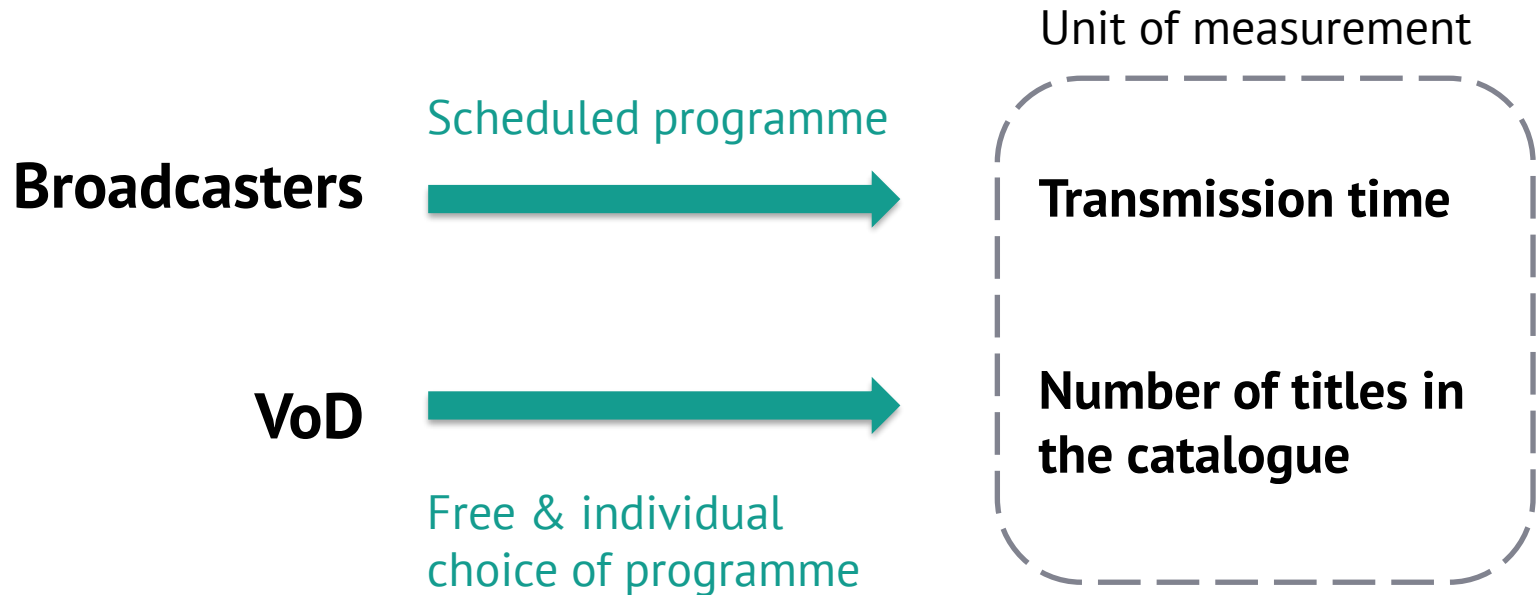 Unit of measurement
Scheduled programme
Broadcasters
Transmission time
VoD
Number of titles in
the catalogue
Free & individual
choice of programme